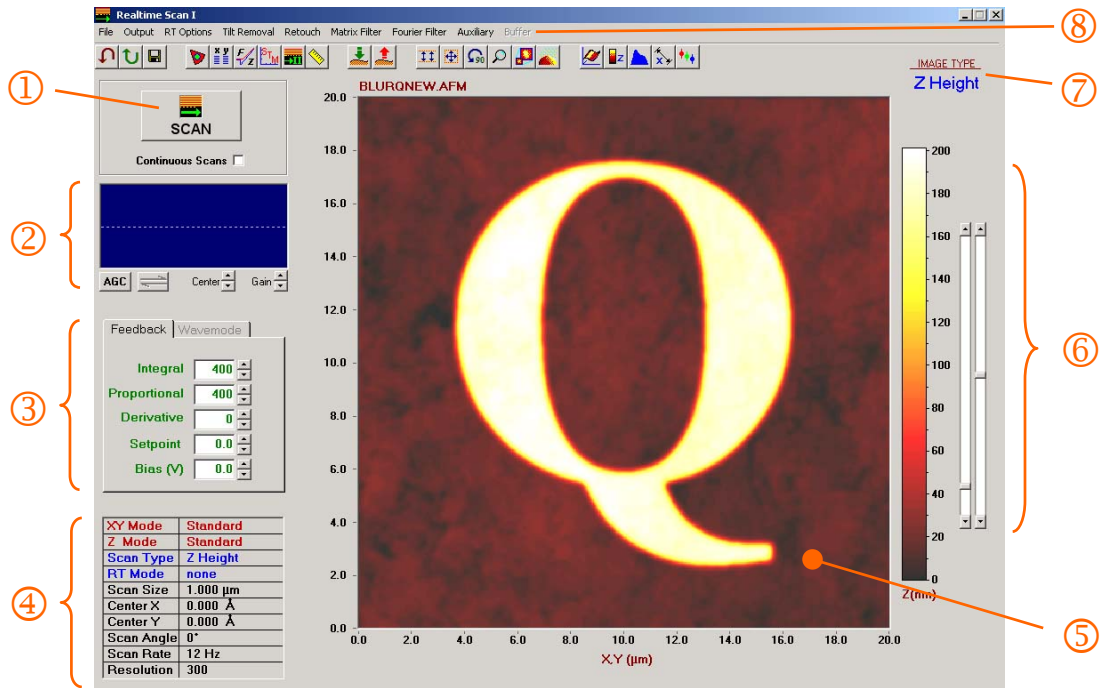 Realtime Scan I
File Output RT Options Tilt Removal Retouch Matrix Filter Fourier Filter Auxiliary Buffer
⑧
①
SCAN
Continuous Scans
②
AGC Center Gain
Feedback Wavemode
③
Integral 400
Proportional 400
Derivative 0
Setpoint 0.0
Bias (V) 0.0
④
XY Mode Standard
Z Mode Standard
Scan Type Z Height
RT Mode none
Scan Size 1.000 µm
Center X 0.000 Å
Center Y 0.000 Å
Scan Angle 0°
Scan Rate 12 Hz
Resolution 300
BLURQNEW.AFM
20.0
18.0
16.0
14.0
12.0
10.0
8.0
6.0
4.0
2.0
0.0
Q
0.0 2.0 4.0 6.0 8.0 10.0 12.0 14.0 16.0 18.0 20.0
X,Y (µm)
IMAGE TYPE
Z Height
⑦
200
180
160
140
120
100
80
60
40
20
0
Z(nm)
⑥
⑤